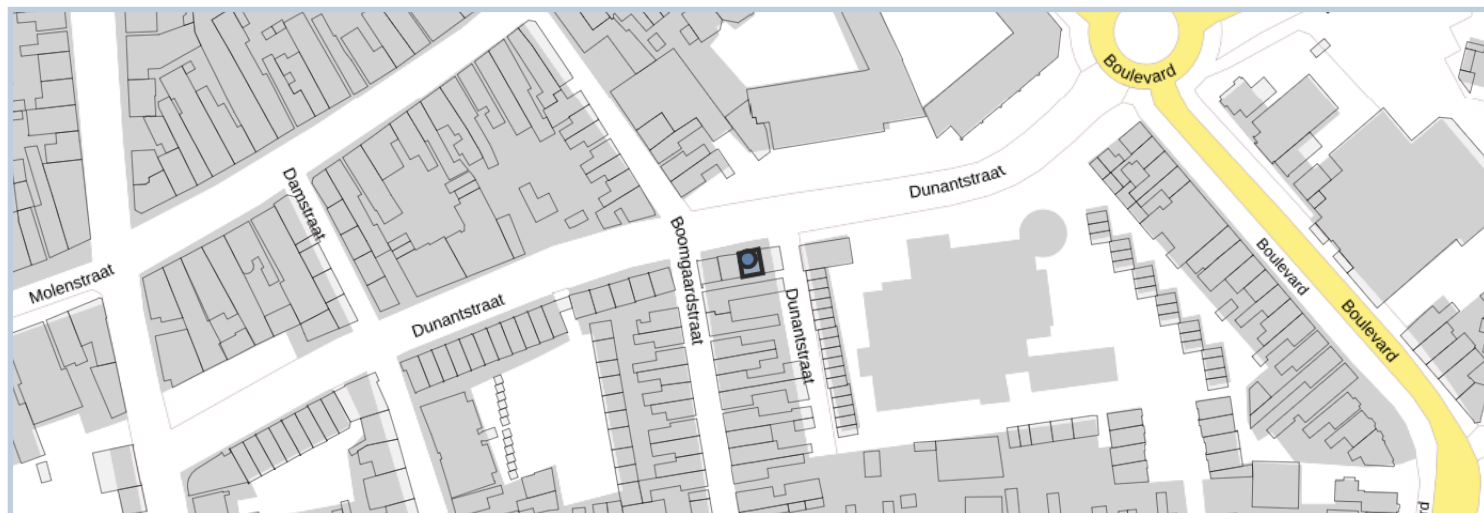 Boulevard
Damstraat
Dunantstraat
Boomgaardstraat
Molenstraat
Dunantstraat
Dunantstraat
Boulevard
Boulevard